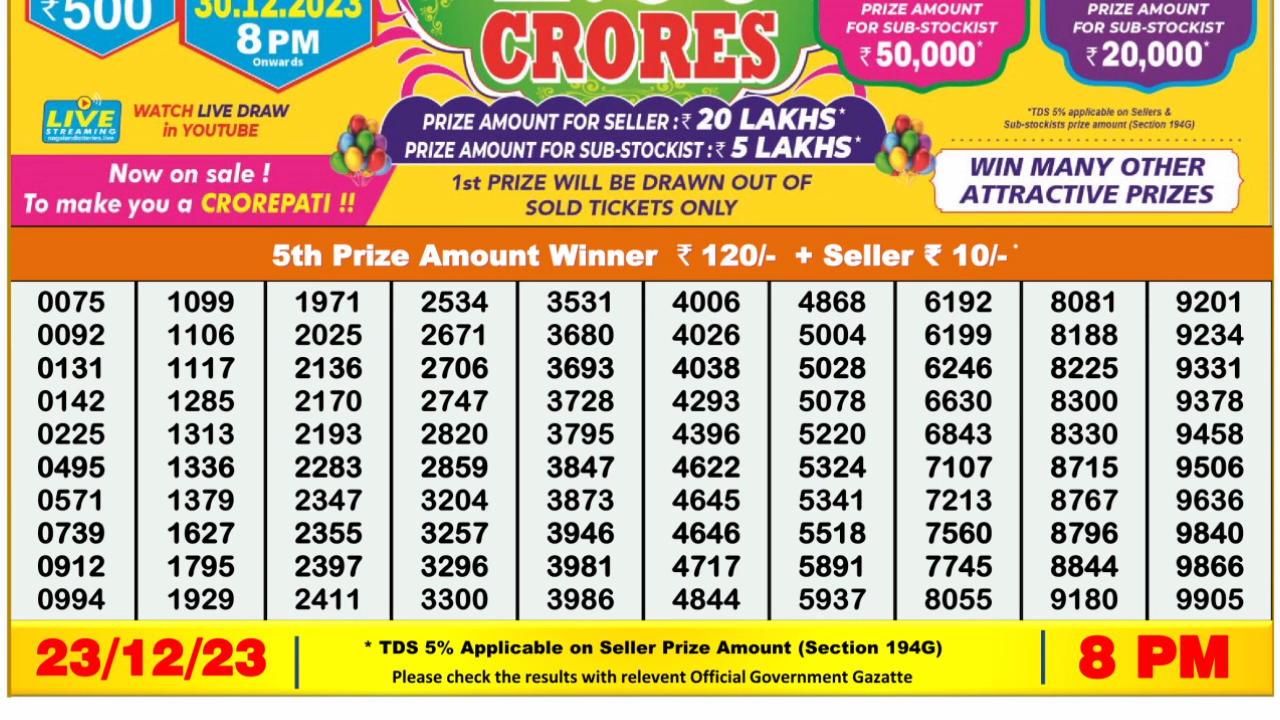 ₹500
30.12.2023
8 PM
Onwards
CRORES
PRIZE AMOUNT
FOR SUB-STOCKIST
₹ 50,000*
PRIZE AMOUNT
FOR SUB-STOCKIST
₹ 20,000*
LIVE
STREAMING
nagalandlotteries.live
WATCH LIVE DRAW
in YOUTUBE
PRIZE AMOUNT FOR SELLER :₹ 20 LAKHS*
PRIZE AMOUNT FOR SUB-STOCKIST :₹ 5 LAKHS*
*TDS 5% applicable on Sellers &
Sub-stockists prize amount (Section 194G)
Now on sale !
To make you a CROREPATI !!
1st PRIZE WILL BE DRAWN OUT OF
SOLD TICKETS ONLY
WIN MANY OTHER
ATTRACTIVE PRIZES
5th Prize Amount Winner ₹ 120/- + Seller ₹ 10/-*
0075 1099 1971 2534 3531 4006 4868 6192 8081 9201
0092 1106 2025 2671 3680 4026 5004 6199 8188 9234
0131 1117 2136 2706 3693 4038 5028 6246 8225 9331
0142 1285 2170 2747 3728 4293 5078 6630 8300 9378
0225 1313 2193 2820 3795 4396 5220 6843 8330 9458
0495 1336 2283 2859 3847 4622 5324 7107 8715 9506
0571 1379 2347 3204 3873 4645 5341 7213 8767 9636
0739 1627 2355 3257 3946 4646 5518 7560 8796 9840
0912 1795 2397 3296 3981 4717 5891 7745 8844 9866
0994 1929 2411 3300 3986 4844 5937 8055 9180 9905
23/12/23
* TDS 5% Applicable on Seller Prize Amount (Section 194G)
Please check the results with relevent Official Government Gazatte
8 PM